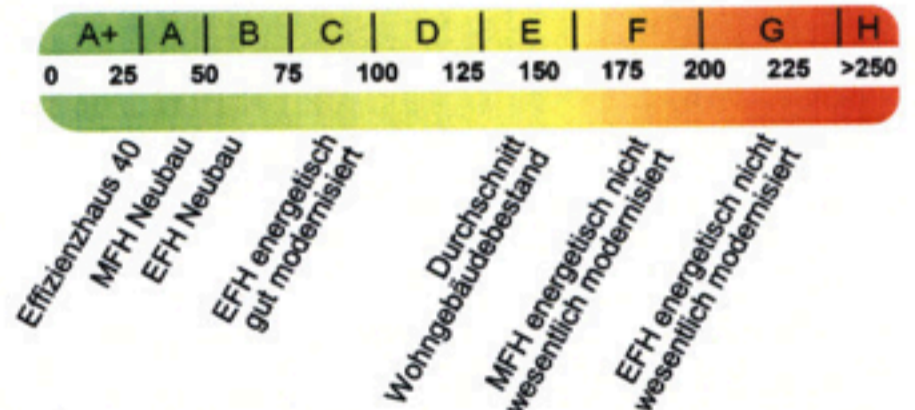 A+ | A | B | C | D | E | F | G | H
0 25 50 75 100 125 150 175 200 225 >250
Effizienzhaus 40
MFH Neubau
EFH Neubau
EFH energetisch
gut modernisiert
Durchschnitt
Wohngebäudebestand
MFH energetisch nicht
wesentlich modernisiert
EFH energetisch nicht
wesentlich modernisiert